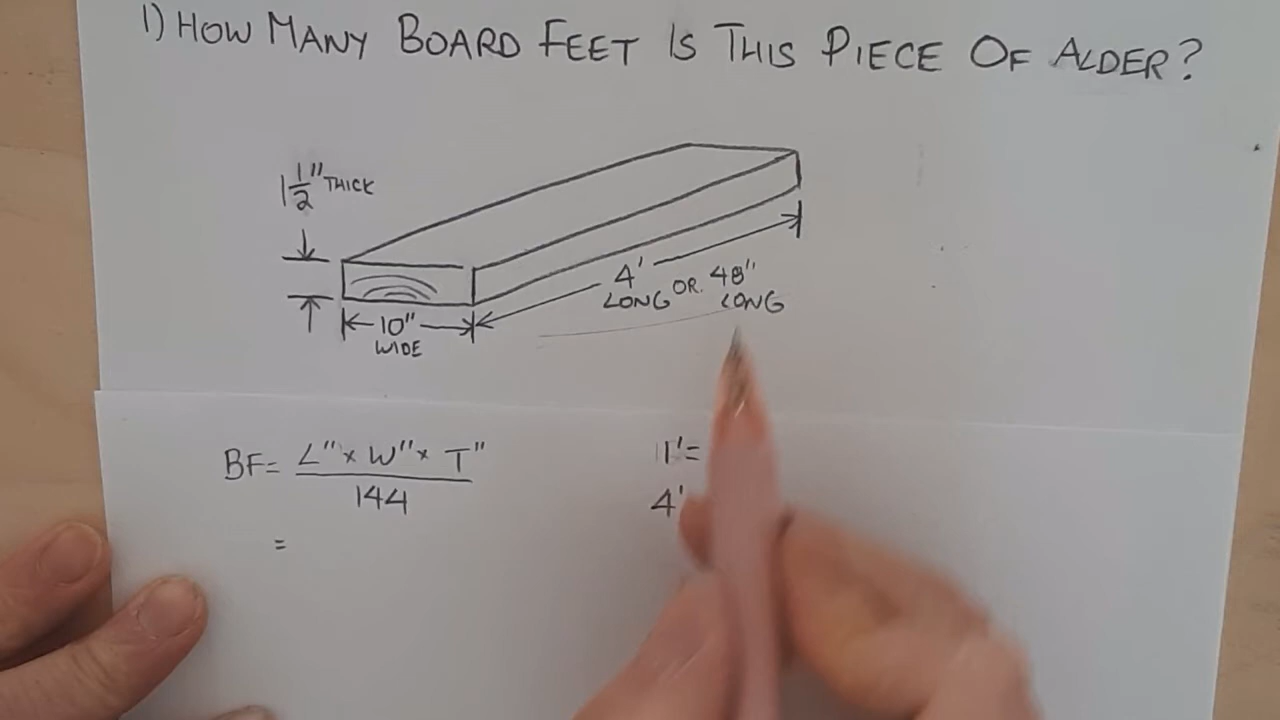 1) HOW MANY BOARD FEET IS THIS PIECE OF ALDER?
1 1/2" THICK
4' LONG OR. 48" LONG
10" WIDE
BF= L" x W" x T"
144
1'=
4'
=